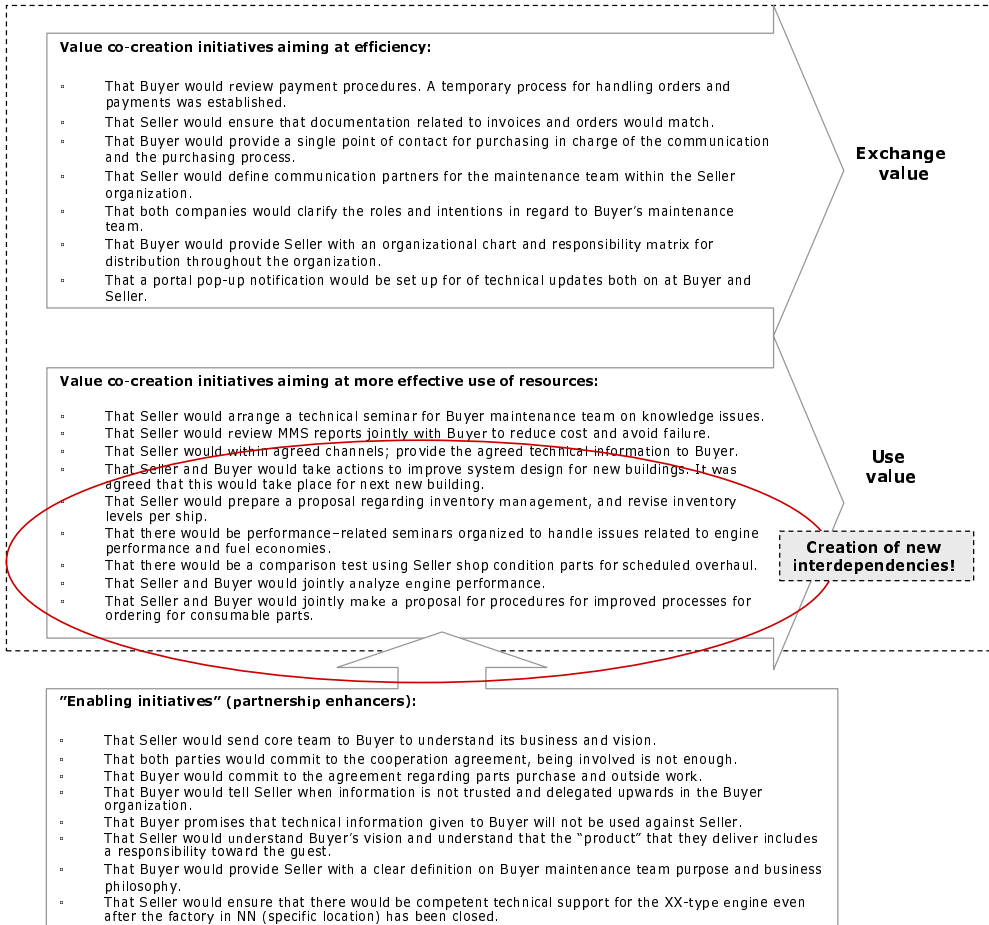 Value co-creation initiatives aiming at efficiency:
▫ That Buyer would review payment procedures. A temporary process for handling orders and
payments was established.
▫ That Seller would ensure that documentation related to invoices and orders would match.
▫ That Buyer would provide a single point of contact for purchasing in charge of the communication
and the purchasing process.
▫ That Seller would define communication partners for the maintenance team within the Seller
organization.
▫ That both companies would clarify the roles and intentions in regard to Buyer's maintenance
team.
▫ That Buyer would provide Seller with an organizational chart and responsibility matrix for
distribution throughout the organization.
▫ That a portal pop-up notification would be set up for of technical updates both on at Buyer and
Seller.
Exchange
value
Value co-creation initiatives aiming at more effective use of resources:
▫ That Seller would arrange a technical seminar for Buyer maintenance team on knowledge issues.
▫ That Seller would review MMS reports jointly with Buyer to reduce cost and avoid failure.
▫ That Seller would within agreed channels; provide the agreed technical information to Buyer.
▫ That Seller and Buyer would take actions to improve system design for new buildings. It was
agreed that this would take place for next new building.
▫ That Seller would prepare a proposal regarding inventory management, and revise inventory
levels per ship.
▫ That there would be performance–related seminars organized to handle issues related to engine
performance and fuel economies.
▫ That there would be a comparison test using Seller shop condition parts for scheduled overhaul.
▫ That Seller and Buyer would jointly analyze engine performance.
▫ That Seller and Buyer would jointly make a proposal for procedures for improved processes for
ordering for consumable parts.
Use
value
Creation of new
interdependencies!
”Enabling initiatives” (partnership enhancers):
▫ That Seller would send core team to Buyer to understand its business and vision.
▫ That both parties would commit to the cooperation agreement, being involved is not enough.
▫ That Buyer would commit to the agreement regarding parts purchase and outside work.
▫ That Buyer would tell Seller when information is not trusted and delegated upwards in the Buyer
organization.
▫ That Buyer promises that technical information given to Buyer will not be used against Seller.
▫ That Seller would understand Buyer's vision and understand that the “product” that they deliver includes
a responsibility toward the guest.
▫ That Buyer would provide Seller with a clear definition on Buyer maintenance team purpose and business
philosophy.
▫ That Seller would ensure that there would be competent technical support for the XX-type engine even
after the factory in NN (specific location) has been closed.